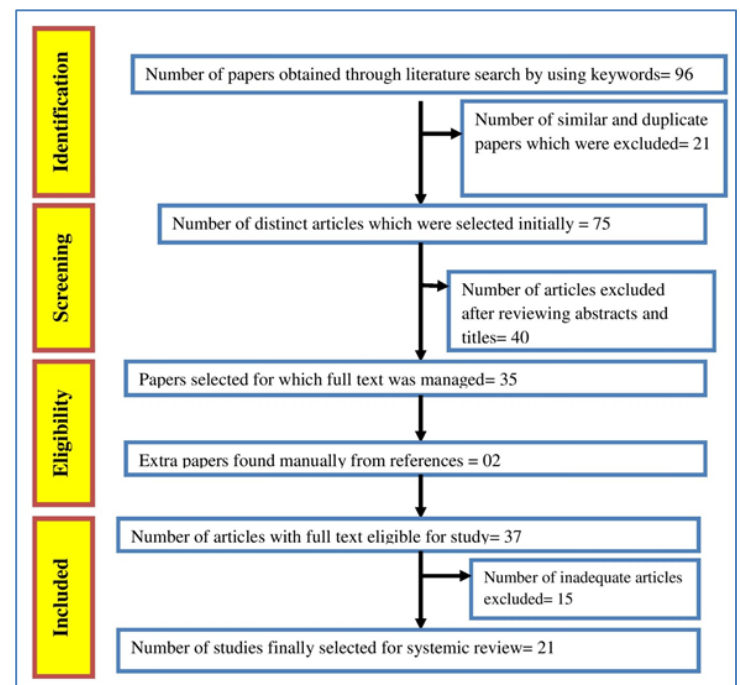 Identification
Number of papers obtained through literature search by using keywords= 96
Number of similar and duplicate
papers which were excluded= 21
Screening
Number of distinct articles which were selected initially = 75
Number of articles excluded
after reviewing abstracts and
titles= 40
Eligibility
Papers selected for which full text was managed= 35
Extra papers found manually from references = 02
Included
Number of articles with full text eligible for study= 37
Number of inadequate articles
excluded= 15
Number of studies finally selected for systemic review= 21